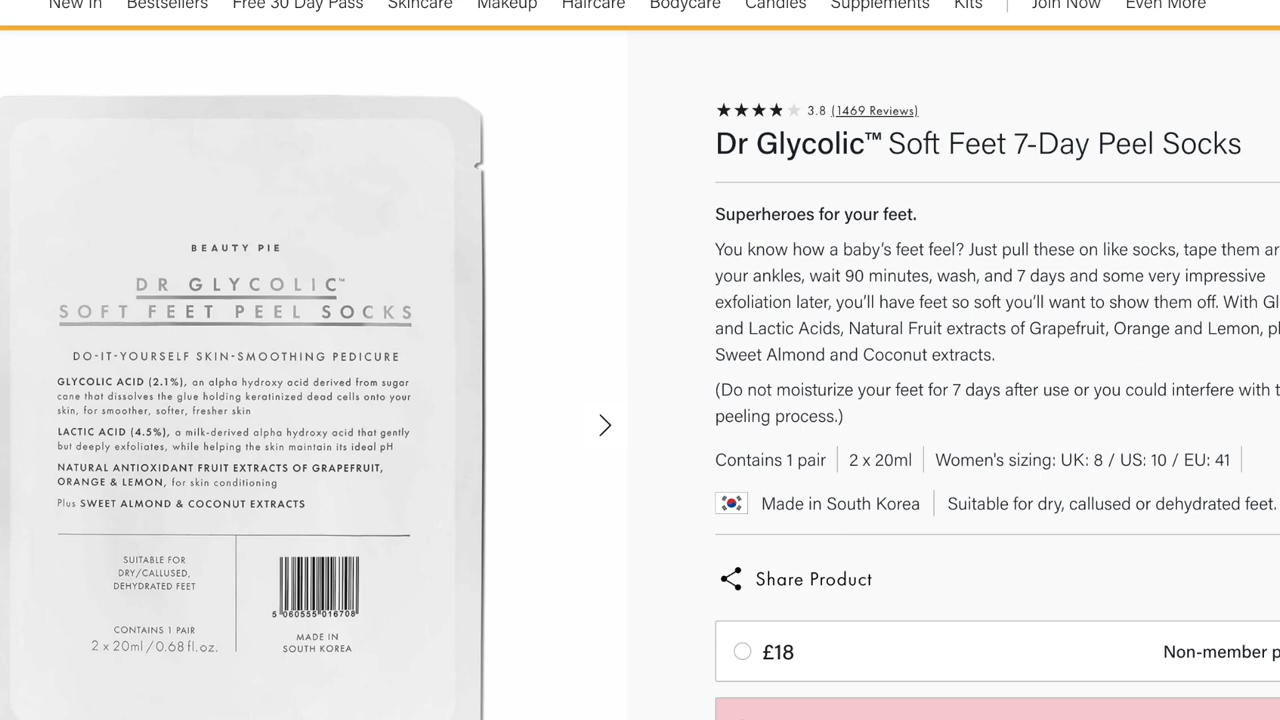 New In Bestsellers Free 30 Day Pass Skincare Makeup Haircare Bodycare Candles Supplements Kits Join Now Even More
BEAUTY PIE
DR GLYCOLIC™
SOFT FEET PEEL SOCKS
DO-IT-YOURSELF SKIN-SMOOTHING PEDICURE
GLYCOLIC ACID (2.1%), an alpha hydroxy acid derived from sugar
cane that dissolves the glue holding keratinized dead cells onto your
skin, for smoother, softer, fresher skin
LACTIC ACID (4.5%), a milk-derived alpha hydroxy acid that gently
but deeply exfoliates, while helping the skin maintain its ideal pH
NATURAL ANTIOXIDANT FRUIT EXTRACTS OF GRAPEFRUIT,
ORANGE & LEMON, for skin conditioning
Plus SWEET ALMOND & COCONUT EXTRACTS
SUITABLE FOR
DRY/CALLUSED,
DEHYDRATED FEET
CONTAINS 1 PAIR
2 x 20ml / 0.68 fl.oz.
5 060555 016708
MADE IN
SOUTH KOREA
3.8 (1469 Reviews)
Dr Glycolic™ Soft Feet 7-Day Peel Socks
Superheroes for your feet.
You know how a baby's feet feel? Just pull these on like socks, tape them ar
your ankles, wait 90 minutes, wash, and 7 days and some very impressive
exfoliation later, you'll have feet so soft you'll want to show them off. With Gl
and Lactic Acids, Natural Fruit extracts of Grapefruit, Orange and Lemon, pl
Sweet Almond and Coconut extracts.
(Do not moisturize your feet for 7 days after use or you could interfere with t
peeling process.)
Contains 1 pair 2 x 20ml Women's sizing: UK: 8 / US: 10 / EU: 41
Made in South Korea Suitable for dry, callused or dehydrated feet.
Share Product
£18 Non-member p